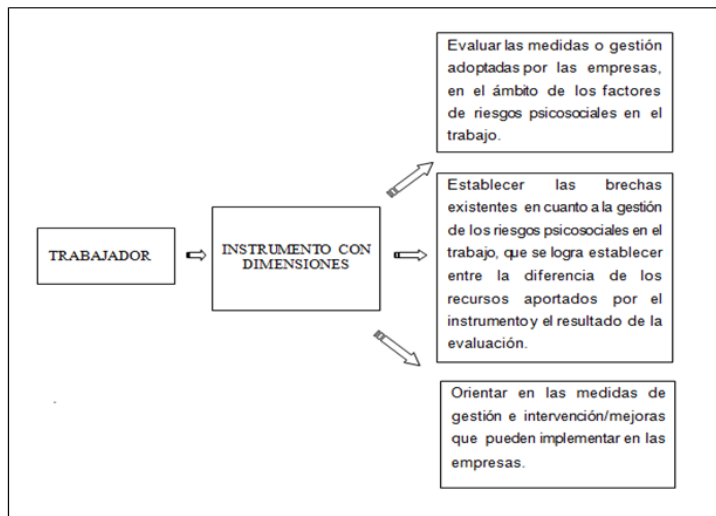 Evaluar las medidas o gestión
adoptadas por las empresas,
en el ámbito de los factores
de riesgos psicosociales en el
trabajo.
TRABAJADOR
INSTRUMENTO CON
DIMENSIONES
Establecer las brechas
existentes en cuanto a la gestión
de los riesgos psicosociales en el
trabajo, que se logra establecer
entre la diferencia de los
recursos aportados por el
instrumento y el resultado de la
evaluación.
Orientar en las medidas de
gestión e intervención/mejoras
que pueden implementar en las
empresas.